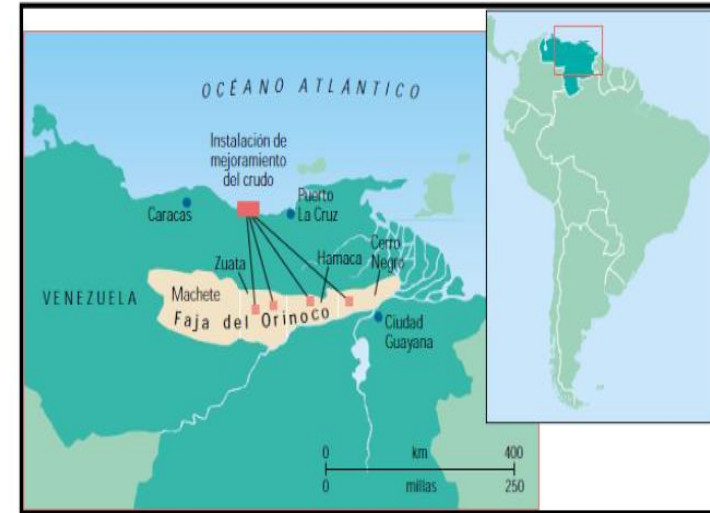 OCÉANO ATLÁNTICO
Instalación de
mejoramiento
del crudo
Caracas
Puerto
La Cruz
Zuata
Hamaca
Cerro
Negro
VENEZUELA
Machete
Faja del Orinoco
Ciudad
Guayana
0 km 400
0 millas 250